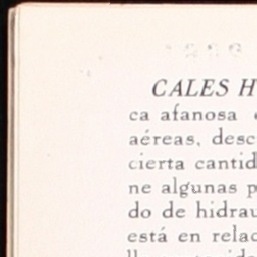 CALES H
ca afanosa
aéreas, desc
cierta cantid
ne algunas p
do de hidrau
está en relac